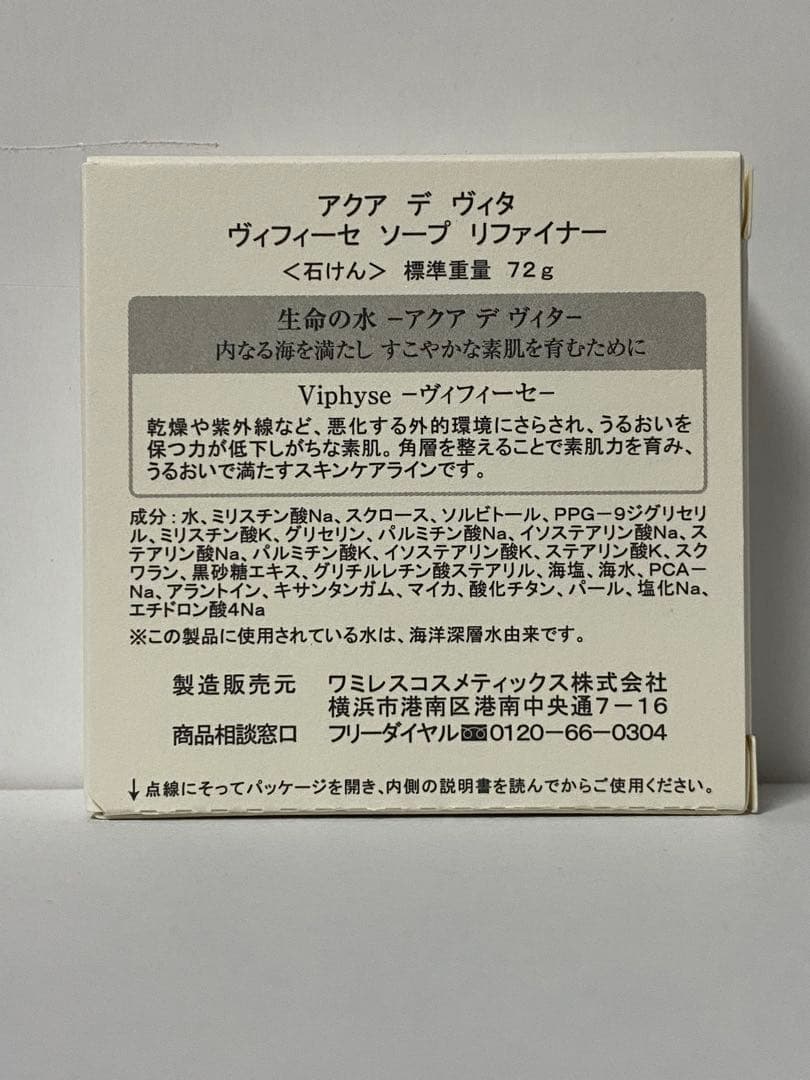 アクア デ ヴィタ
ヴィフィーセ ソープ リファイナー
＜石けん＞ 標準重量 72g
生命の水 −アクア デ ヴィタ−
内なる海を満たし すこやかな素肌を育むために
Viphyse −ヴィフィーセ−
乾燥や紫外線など、悪化する外的環境にさらされ、うるおいを
保つ力が低下しがちな素肌。角層を整えることで素肌力を育み、
うるおいで満たすスキンケアラインです。
成分：水、ミリスチン酸Na、スクロース、ソルビトール、PPG−9ジグリセリ
ル、ミリスチン酸K、グリセリン、パルミチン酸Na、イソステアリン酸Na、ス
テアリン酸Na、パルミチン酸K、イソステアリン酸K、ステアリン酸K、スク
ワラン、黒砂糖エキス、グリチルレチン酸ステアリル、海塩、海水、PCA−
Na、アラントイン、キサンタンガム、マイカ、酸化チタン、パール、塩化Na、
エチドロン酸4Na
※この製品に使用されている水は、海洋深層水由来です。
製造販売元 ワミレスコスメティックス株式会社
横浜市港南区港南中央通7−16
商品相談窓口 フリーダイヤル 0120−66−0304
↓点線にそってパッケージを開き、内側の説明書を読んでからご使用ください。